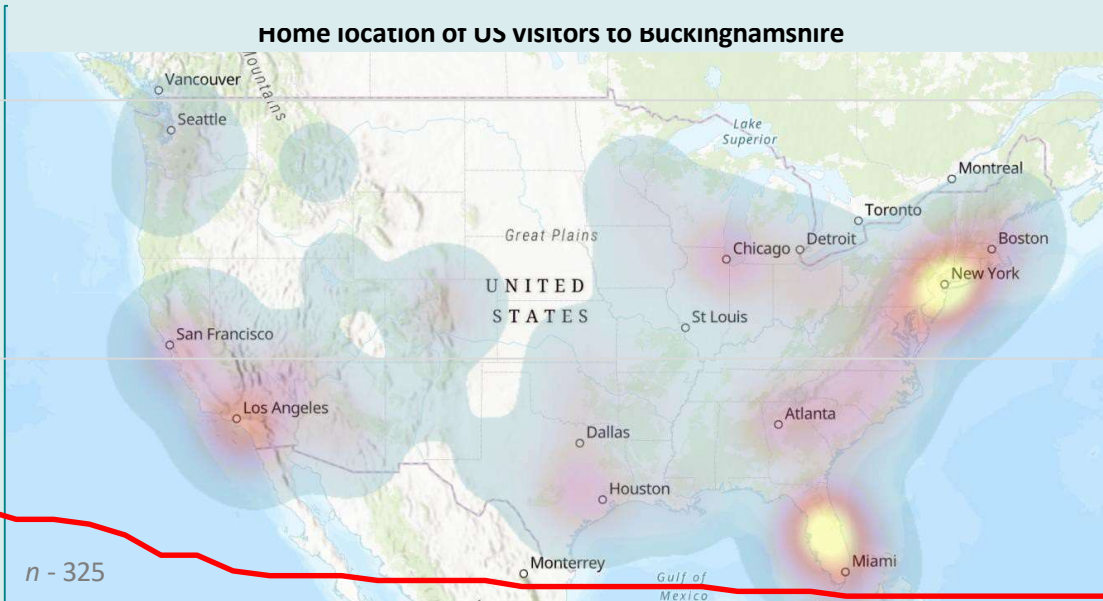 Home location of US visitors to Buckinghamshire
Vancouver
Mountains
Seattle
Lake
Superior
Montreal
Toronto
Great Plains
Chicago
Detroit
Boston
New York
UNITED
STATES
St Louis
San Francisco
Los Angeles
Atlanta
Dallas
Houston
Monterrey
Miami
Gulf of
Mexico
n - 325